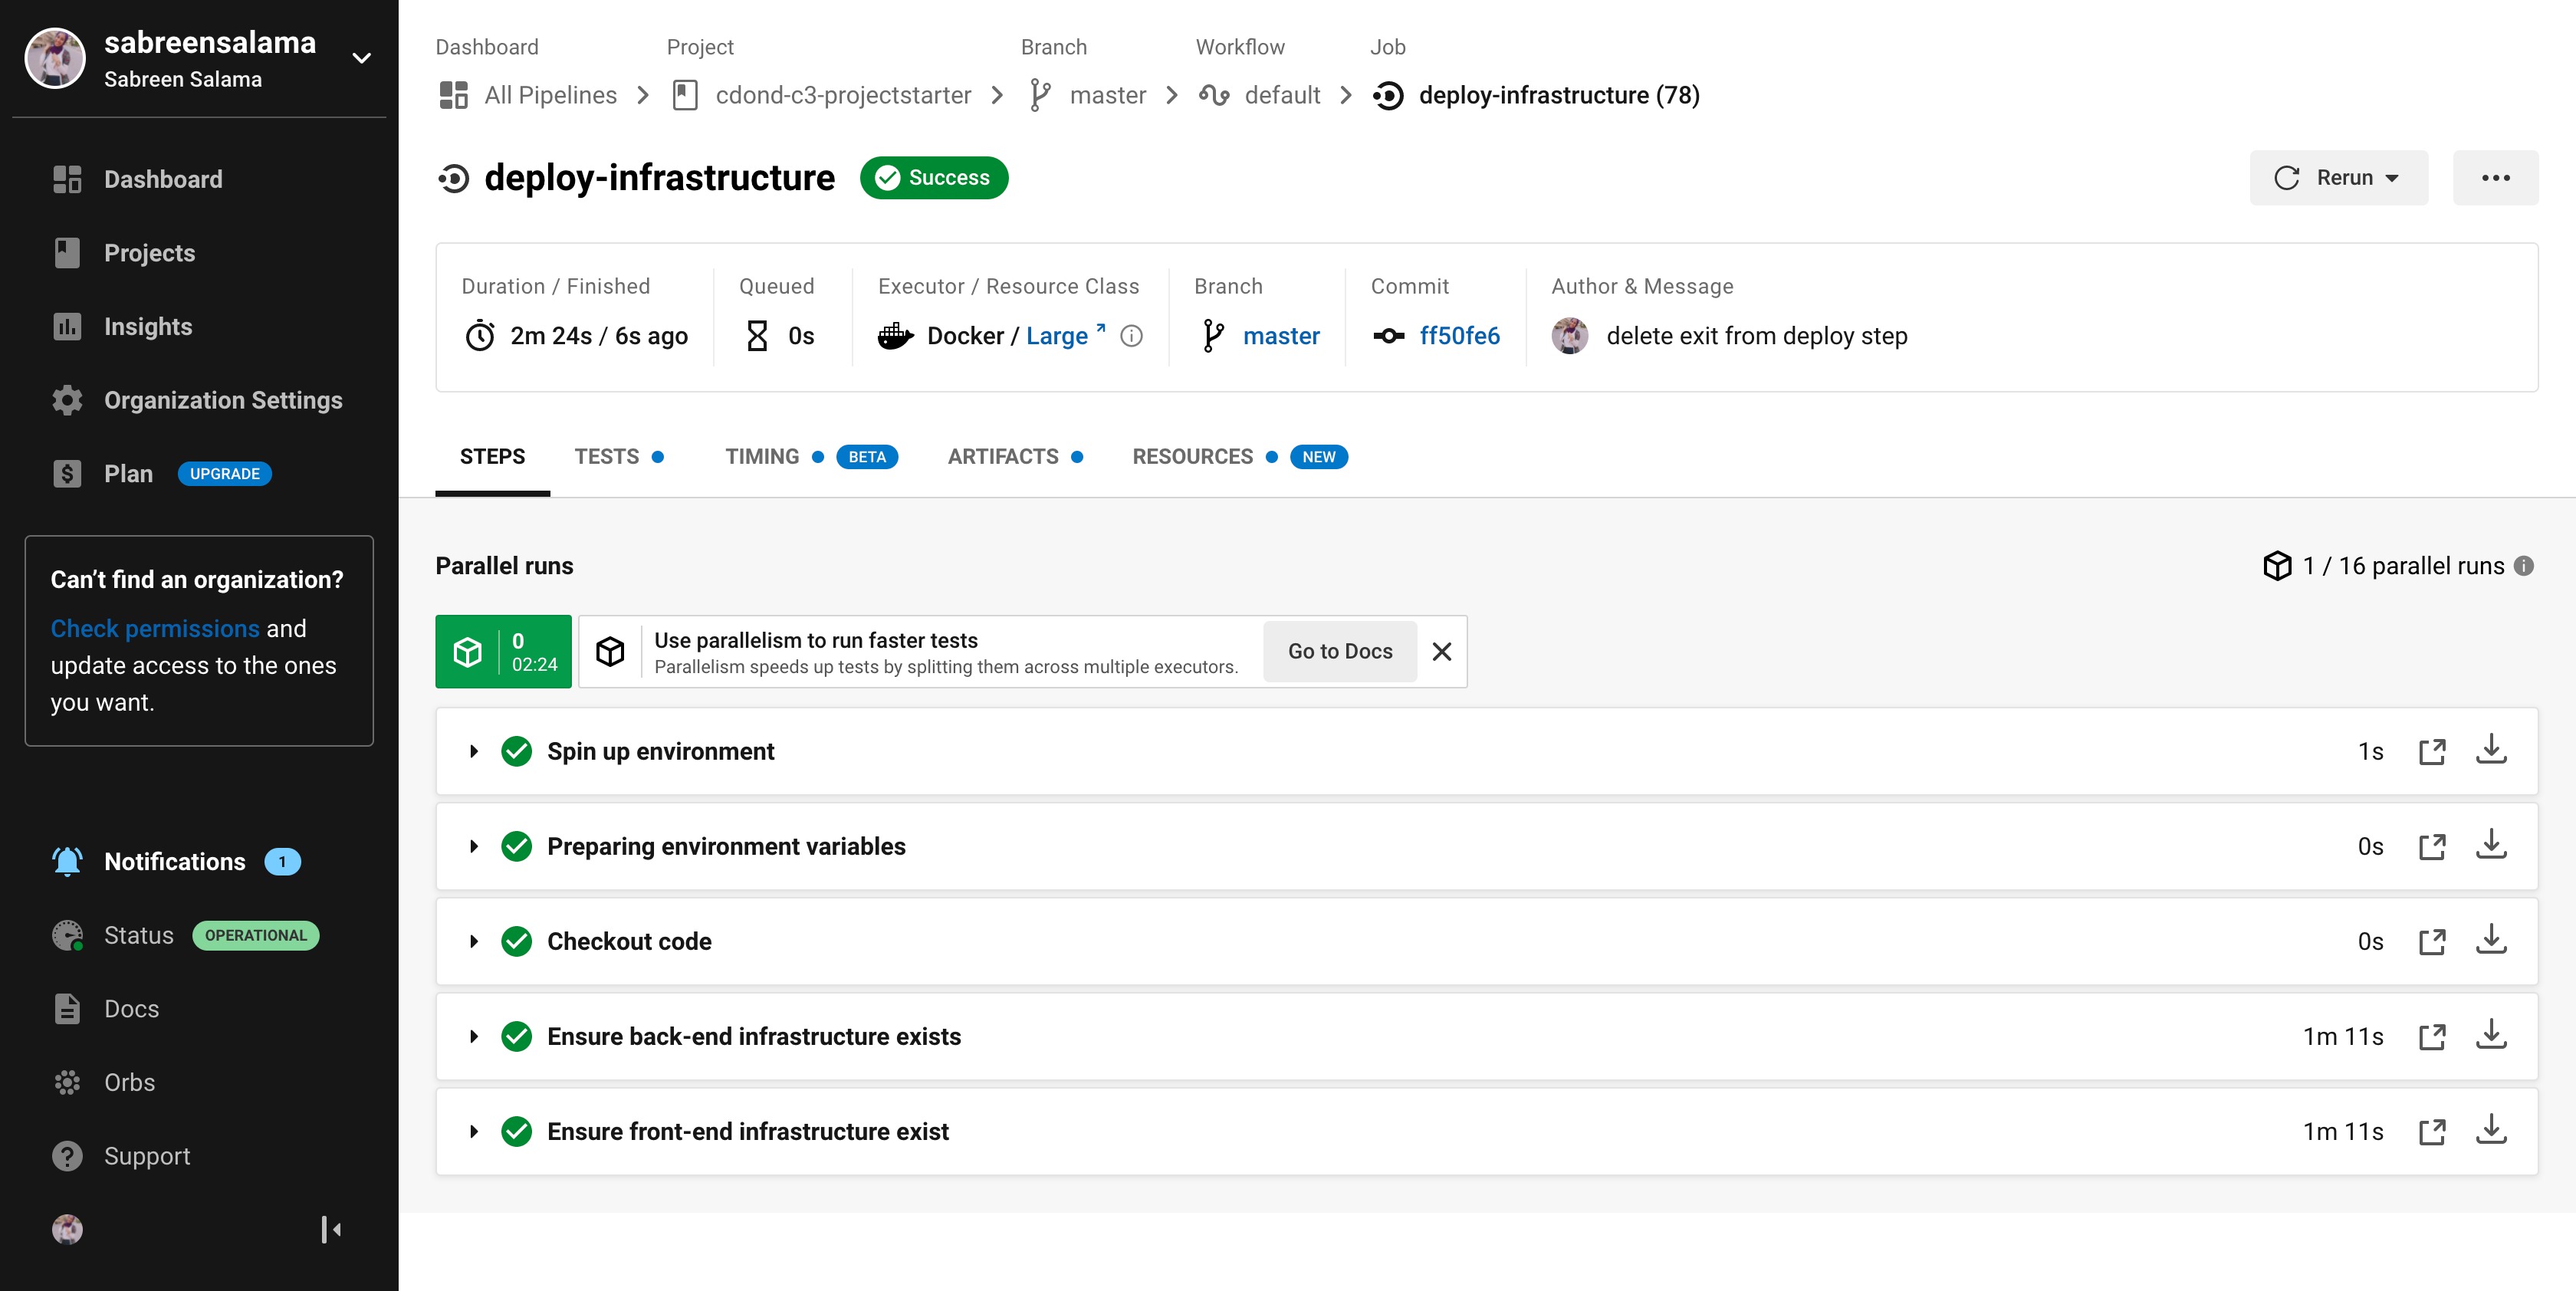 sabreensalama
Sabreen Salama
Dashboard
Projects
Insights
Organization Settings
Plan UPGRADE
Can't find an organization?
Check permissions and
update access to the ones
you want.
Notifications 1
Status OPERATIONAL
Docs
Orbs
Support
Dashboard Project Branch Workflow Job
All Pipelines cdond-c3-projectstarter master default deploy-infrastructure (78)
deploy-infrastructure Success
Rerun
Duration / Finished Queued Executor / Resource Class Branch Commit Author & Message
2m 24s / 6s ago 0s Docker / Large master ff50fe6 delete exit from deploy step
STEPS TESTS TIMING BETA ARTIFACTS RESOURCES NEW
Parallel runs 1 / 16 parallel runs
0
02:24
Use parallelism to run faster tests
Parallelism speeds up tests by splitting them across multiple executors.
Go to Docs
Spin up environment 1s
Preparing environment variables 0s
Checkout code 0s
Ensure back-end infrastructure exists 1m 11s
Ensure front-end infrastructure exist 1m 11s